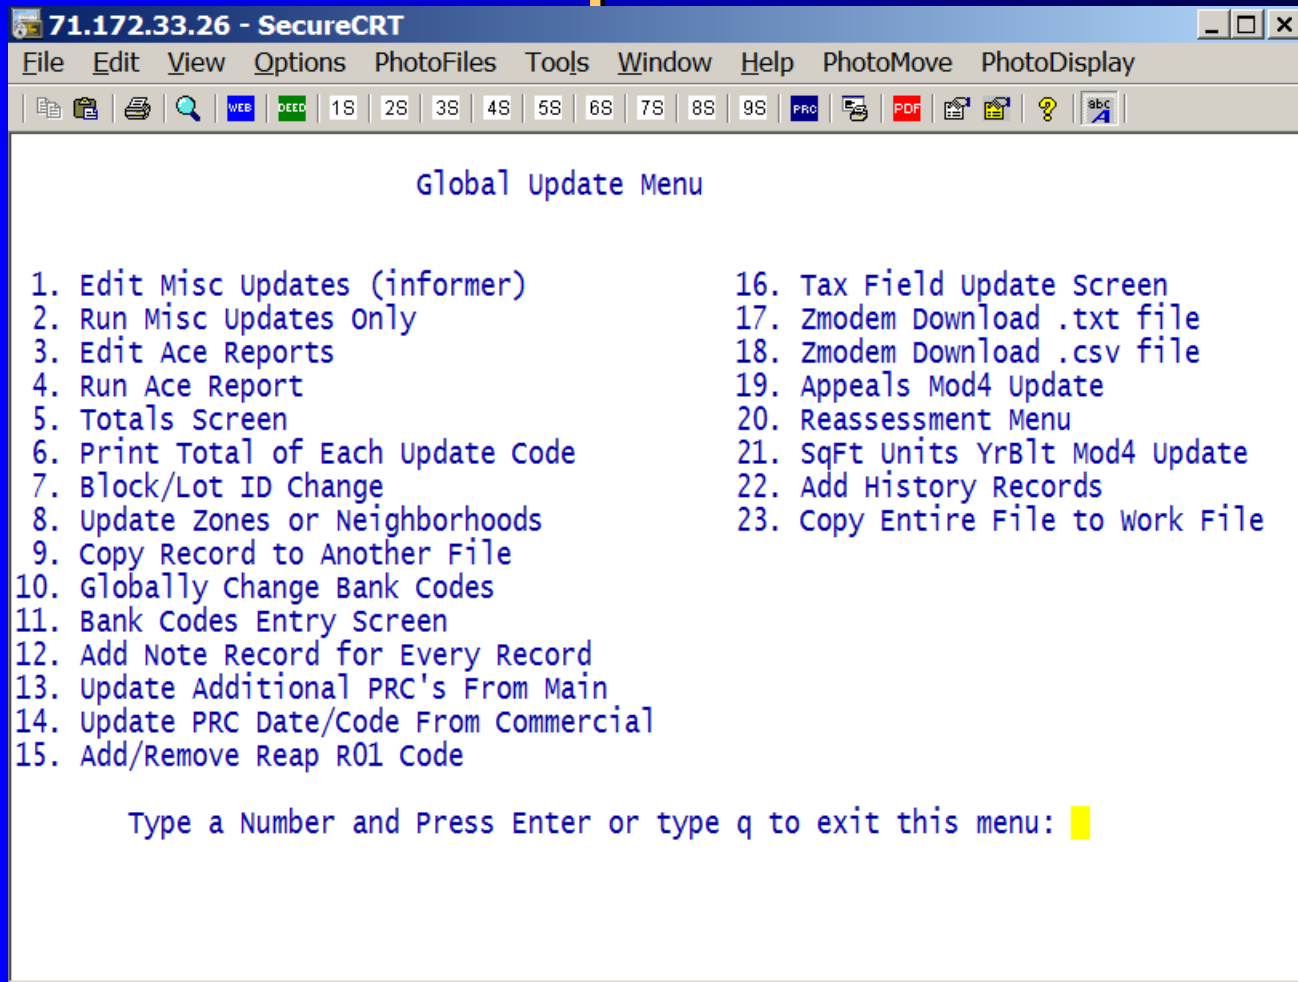 71.172.33.26 - SecureCRT
File Edit View Options PhotoFiles Tools Window Help PhotoMove PhotoDisplay
WEB DEED 1S 2S 3S 4S 5S 6S 7S 8S 9S PRC PDF ? abc A
Global Update Menu
1. Edit Misc Updates (informer)
2. Run Misc Updates Only
3. Edit Ace Reports
4. Run Ace Report
5. Totals Screen
6. Print Total of Each Update Code
7. Block/Lot ID Change
8. Update Zones or Neighborhoods
9. Copy Record to Another File
10. Globally Change Bank Codes
11. Bank Codes Entry Screen
12. Add Note Record for Every Record
13. Update Additional PRC's From Main
14. Update PRC Date/Code From Commercial
15. Add/Remove Reap R01 Code
16. Tax Field Update Screen
17. Zmodem Download .txt file
18. Zmodem Download .csv file
19. Appeals Mod4 Update
20. Reassessment Menu
21. SqFt Units YrBlt Mod4 Update
22. Add History Records
23. Copy Entire File to Work File
Type a Number and Press Enter or type q to exit this menu: